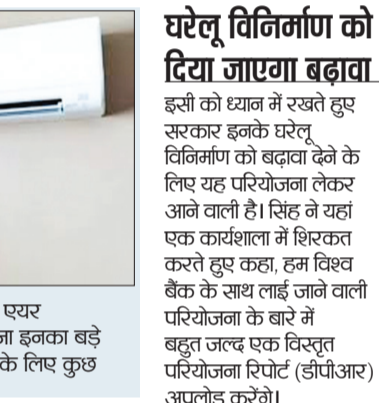 घरेलू विनिर्माण को
दिया जाएगा बढ़ावा
इसी को ध्यान में रखते हुए
सरकार इनके घरेलू
विनिर्माण को बढ़ावा देने के
लिए यह परियोजना लेकर
आने वाली है। सिंह ने यहां
एक कार्यशाला में शिरकत
करते हुए कहा, हम विश्व
बैंक के साथ लाई जाने वाली
परियोजना के बारे में
बहुत जल्द एक विस्तृत
परियोजना रिपोर्ट (डीपीआर)
अपलोड करेंगे।
एयर
ना इनका बड़े
के लिए कुछ